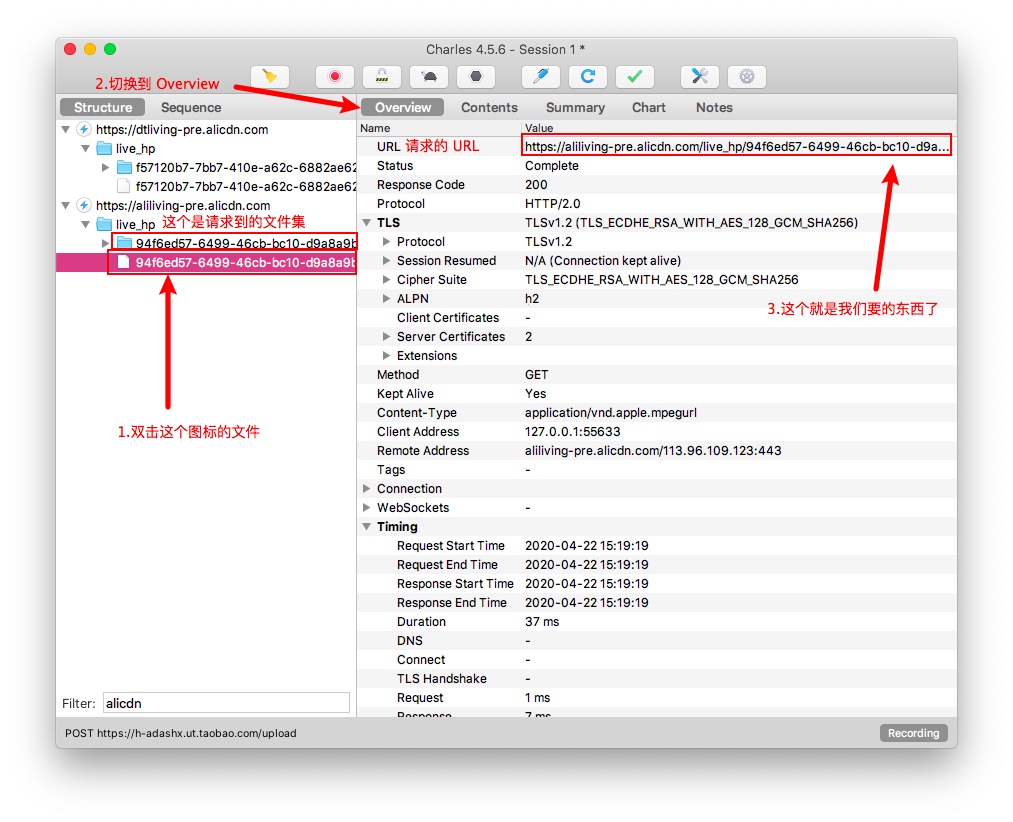 Charles 4.5.6 - Session 1 *
2.切换到 Overview
Structure Sequence
Overview Contents Summary Chart Notes
https://dtliving-pre.alicdn.com
live_hp
f57120b7-7bb7-410e-a62c-6882ae62
f57120b7-7bb7-410e-a62c-6882ae62
https://aliliving-pre.alicdn.com
live_hp 这个是请求到的文件集
94f6ed57-6499-46cb-bc10-d9a8a9b
94f6ed57-6499-46cb-bc10-d9a8a9b
1.双击这个图标的文件
Filter: alicdn
Name Value
URL 请求的 URL https://aliliving-pre.alicdn.com/live_hp/94f6ed57-6499-46cb-bc10-d9a...
Status Complete
Response Code 200
Protocol HTTP/2.0
TLS TLSv1.2 (TLS_ECDHE_RSA_WITH_AES_128_GCM_SHA256)
Protocol TLSv1.2
Session Resumed N/A (Connection kept alive)
Cipher Suite TLS_ECDHE_RSA_WITH_AES_128_GCM_SHA256
ALPN h2
3.这个就是我们要的东西了
Client Certificates -
Server Certificates 2
Extensions
Method GET
Kept Alive Yes
Content-Type application/vnd.apple.mpegurl
Client Address 127.0.0.1:55633
Remote Address aliliving-pre.alicdn.com/113.96.109.123:443
Tags -
Connection
WebSockets -
Timing
Request Start Time 2020-04-22 15:19:19
Request End Time 2020-04-22 15:19:19
Response Start Time 2020-04-22 15:19:19
Response End Time 2020-04-22 15:19:19
Duration 37 ms
DNS -
Connect -
TLS Handshake -
Request 1 ms
Response 7 ms
POST https://h-adashx.ut.taobao.com/upload
Recording